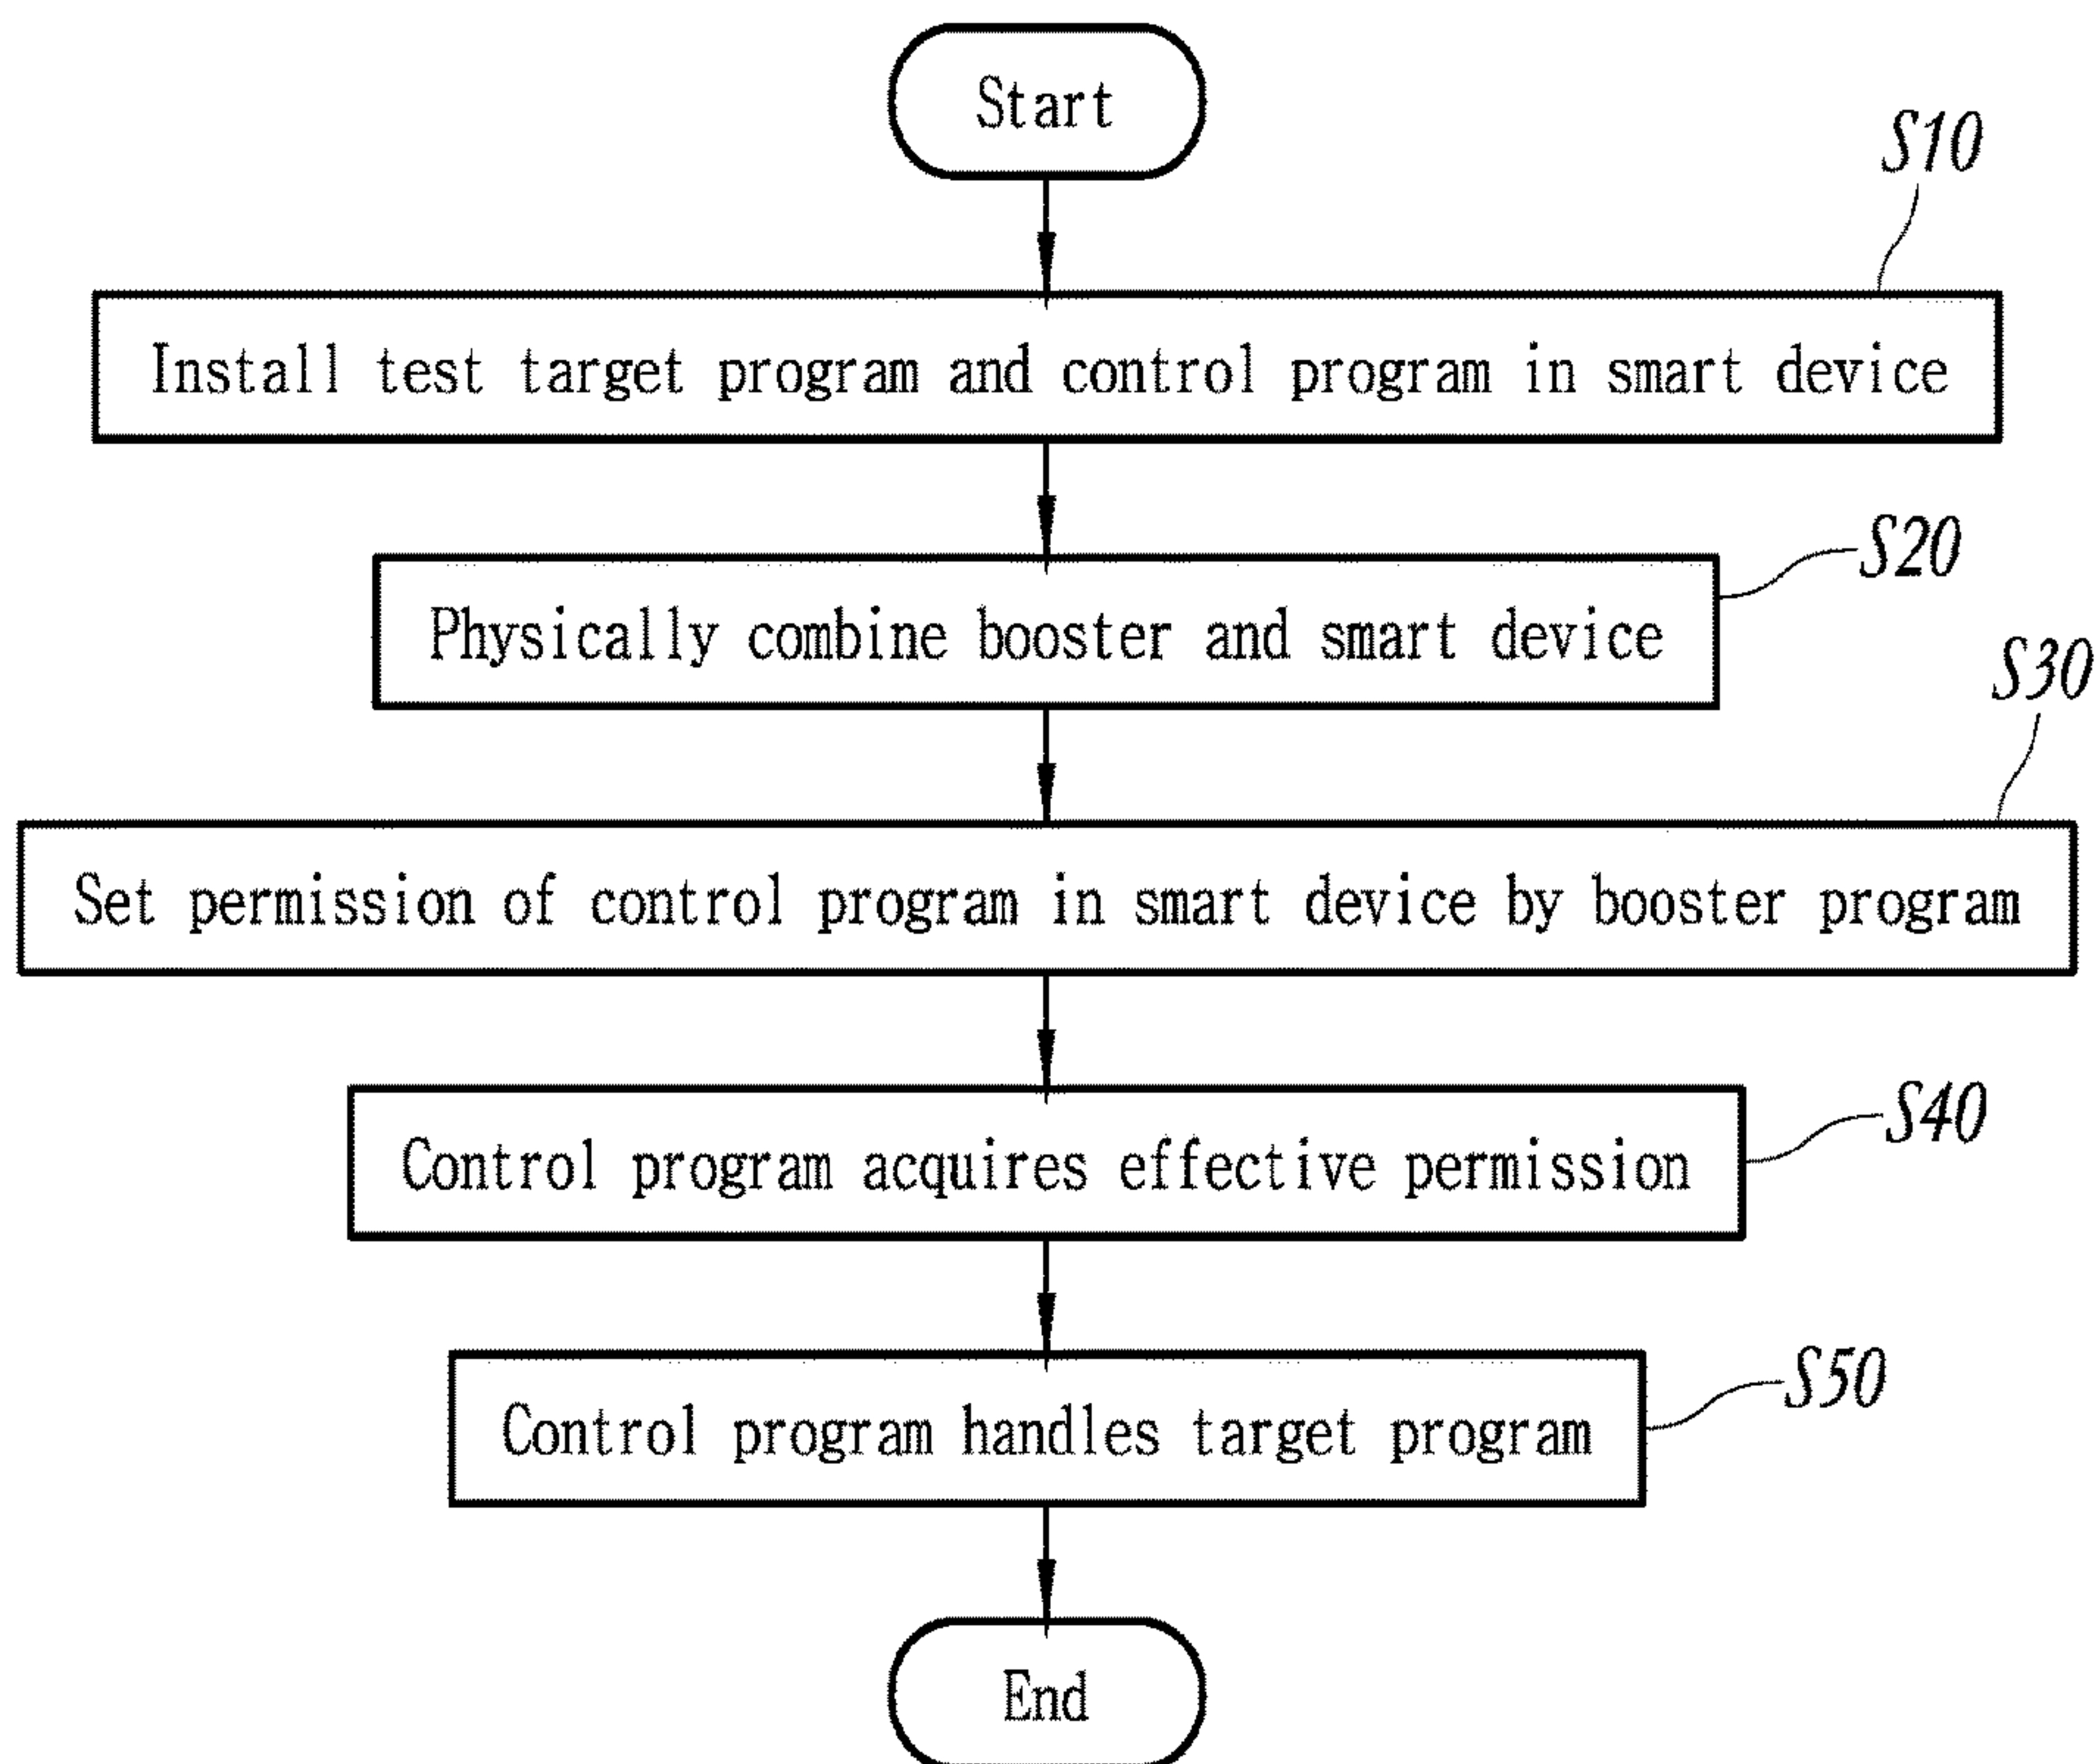 Start
S10
Install test target program and control program in smart device
S20
Physically combine booster and smart device
S30
Set permission of control program in smart device by booster program
S40
Control program acquires effective permission
S50
Control program handles target program
End